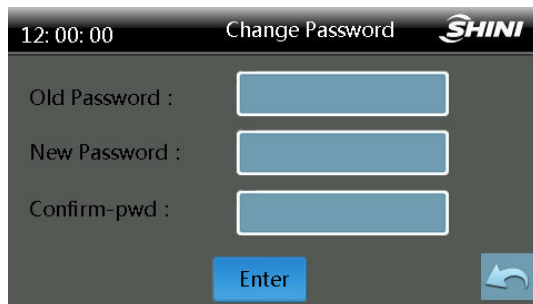 12: 00: 00 Change Password SHINI
Old Password :
New Password :
Confirm-pwd :
Enter